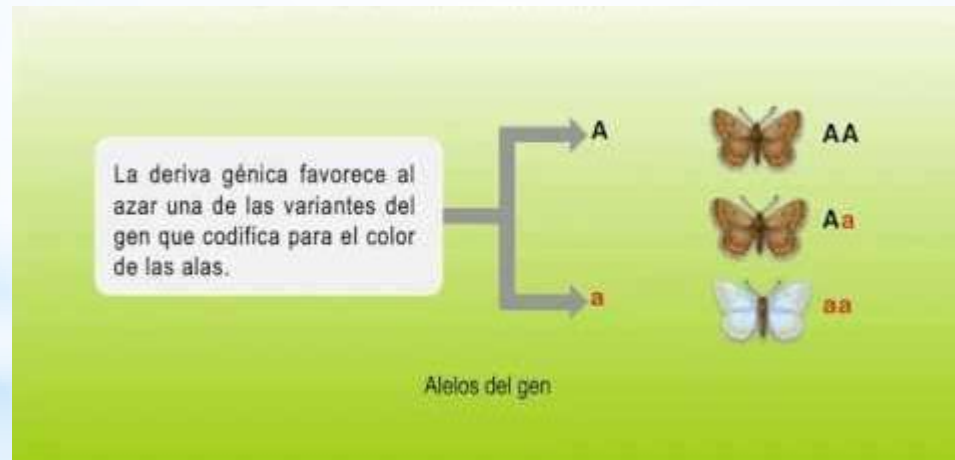 La deriva génica favorece al
azar una de las variantes del
gen que codifica para el color
de las alas.
A
AA
Aa
a
aa
Alelos del gen